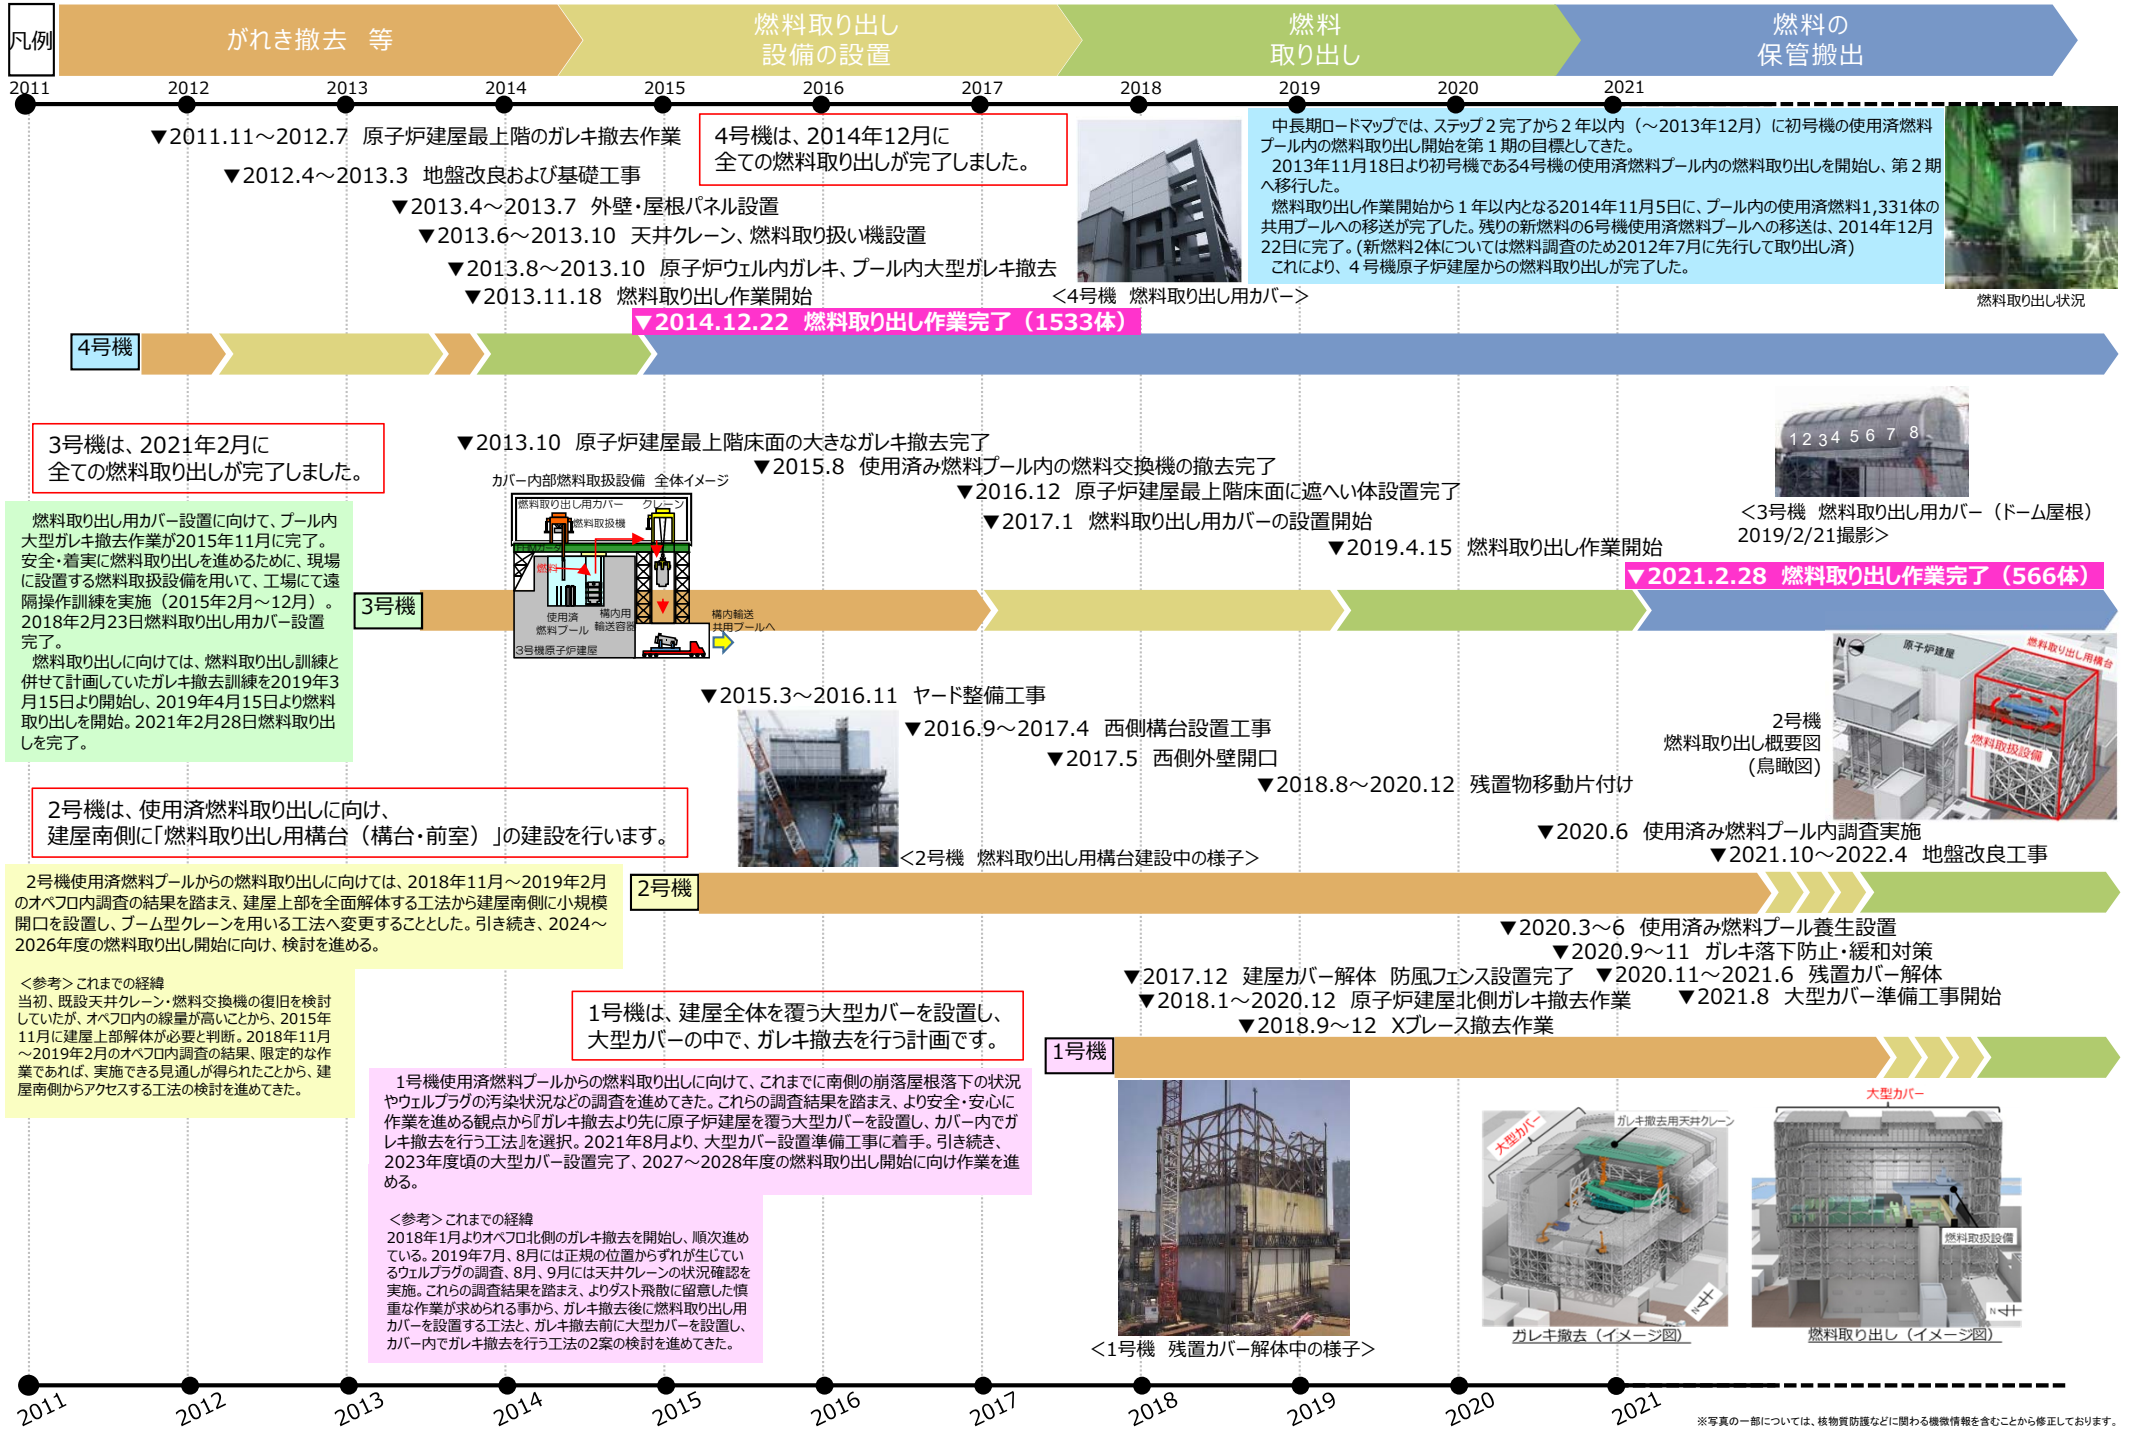 凡例
がれき撤去　等
燃料取り出し
設備の設置
燃料
取り出し
燃料の
保管搬出
2011
2012
2013
2014
2015
2016
2017
2018
2019
2020
2021
▼2011.11～2012.7 原子炉建屋最上階のガレキ撤去作業
▼2012.4～2013.3 地盤改良および基礎工事
▼2013.4～2013.7 外壁・屋根パネル設置
▼2013.6～2013.10 天井クレーン、燃料取り扱い機設置
▼2013.8～2013.10 原子炉ウェル内ガレキ、プール内大型ガレキ撤去
▼2013.11.18 燃料取り出し作業開始
▼2014.12.22 燃料取り出し作業完了（1533体）
4号機は、2014年12月に
全ての燃料取り出しが完了しました。
＜4号機 燃料取り出し用カバー＞
中長期ロードマップでは、ステップ２完了から２年以内（～2013年12月）に初号機の使用済燃料
プール内の燃料取り出し開始を第１期の目標としてきた。
2013年11月18日より初号機である4号機の使用済燃料プール内の燃料取り出しを開始し、第２期
へ移行した。
燃料取り出し作業開始から１年以内となる2014年11月5日に、プール内の使用済燃料1,331体の
共用プールへの移送が完了した。残りの新燃料の6号機使用済燃料プールへの移送は、2014年12月
22日に完了。(新燃料2体については燃料調査のため2012年7月に先行して取り出し済)
これにより、４号機原子炉建屋からの燃料取り出しが完了した。
燃料取り出し状況
4号機
3号機は、2021年2月に
全ての燃料取り出しが完了しました。
▼2013.10 原子炉建屋最上階床面の大きなガレキ撤去完了
▼2015.8 使用済み燃料プール内の燃料交換機の撤去完了
▼2016.12 原子炉建屋最上階床面に遮へい体設置完了
▼2017.1 燃料取り出し用カバーの設置開始
▼2019.4.15 燃料取り出し作業開始
▼2021.2.28 燃料取り出し作業完了（566体）
1 2 3 4 5 6 7 8
＜3号機 燃料取り出し用カバー（ドーム屋根）
2019/2/21撮影＞
カバー内部燃料取扱設備 全体イメージ
燃料取り出し用カバー
クレーン
燃料取扱機
燃料
使用済
燃料プール
構内用
輸送容器
3号機原子炉建屋
構内輸送
共用プールへ
燃料取り出し用カバー設置に向けて、プール内
大型ガレキ撤去作業が2015年11月に完了。
安全・着実に燃料取り出しを進めるために、現場
に設置する燃料取扱設備を用いて、工場にて遠
隔操作訓練を実施（2015年2月～12月）。
2018年2月23日燃料取り出し用カバー設置
完了。
燃料取り出しに向けては、燃料取り出し訓練と
併せて計画していたガレキ撤去訓練を2019年3
月15日より開始し、2019年4月15日より燃料
取り出しを開始。2021年2月28日燃料取り出
しを完了。
3号機
▼2015.3～2016.11 ヤード整備工事
▼2016.9～2017.4 西側構台設置工事
▼2017.5 西側外壁開口
▼2018.8～2020.12 残置物移動片付け
▼2020.6 使用済み燃料プール内調査実施
▼2021.10～2022.4 地盤改良工事
2号機
燃料取り出し概要図
(鳥瞰図)
N
原子炉建屋
燃料取り出し用構台
燃料取扱設備
＜2号機 燃料取り出し用構台建設中の様子＞
2号機は、使用済燃料取り出しに向け、
建屋南側に「燃料取り出し用構台（構台・前室）」の建設を行います。
2号機
2号機使用済燃料プールからの燃料取り出しに向けては、2018年11月～2019年2月
のオペフロ内調査の結果を踏まえ、建屋上部を全面解体する工法から建屋南側に小規模
開口を設置し、ブーム型クレーンを用いる工法へ変更することとした。引き続き、2024～
2026年度の燃料取り出し開始に向け、検討を進める。
＜参考＞これまでの経緯
当初、既設天井クレーン・燃料交換機の復旧を検討
していたが、オペフロ内の線量が高いことから、2015年
11月に建屋上部解体が必要と判断。2018年11月
～2019年2月のオペフロ内調査の結果、限定的な作
業であれば、実施できる見通しが得られたことから、建
屋南側からアクセスする工法の検討を進めてきた。
▼2020.3～6 使用済み燃料プール養生設置
▼2020.9～11 ガレキ落下防止・緩和対策
▼2017.12 建屋カバー解体 防風フェンス設置完了
▼2020.11～2021.6 残置カバー解体
▼2018.1～2020.12 原子炉建屋北側ガレキ撤去作業
▼2021.8 大型カバー準備工事開始
▼2018.9～12 Xブレース撤去作業
1号機は、建屋全体を覆う大型カバーを設置し、
大型カバーの中で、ガレキ撤去を行う計画です。
1号機
1号機使用済燃料プールからの燃料取り出しに向けて、これまでに南側の崩落屋根落下の状況
やウェルプラグの汚染状況などの調査を進めてきた。これらの調査結果を踏まえ、より安全・安心に
作業を進める観点から『ガレキ撤去より先に原子炉建屋を覆う大型カバーを設置し、カバー内でガ
レキ撤去を行う工法』を選択。2021年8月より、大型カバー設置準備工事に着手。引き続き、
2023年度頃の大型カバー設置完了、2027～2028年度の燃料取り出し開始に向け作業を進
める。
＜参考＞これまでの経緯
2018年1月よりオペフロ北側のガレキ撤去を開始し、順次進め
ている。2019年7月、8月には正規の位置からずれが生じてい
るウェルプラグの調査、8月、9月には天井クレーンの状況確認を
実施。これらの調査結果を踏まえ、よりダスト飛散に留意した慎
重な作業が求められる事から、ガレキ撤去後に燃料取り出し用
カバーを設置する工法と、ガレキ撤去前に大型カバーを設置し、
カバー内でガレキ撤去を行う工法の2案の検討を進めてきた。
＜1号機 残置カバー解体中の様子＞
大型カバー
ガレキ撤去用天井クレーン
N
ガレキ撤去（イメージ図）
大型カバー
燃料取扱設備
N
燃料取り出し（イメージ図）
2011
2012
2013
2014
2015
2016
2017
2018
2019
2020
2021
※写真の一部については、核物質防護などに関わる機微情報を含むことから修正しております。